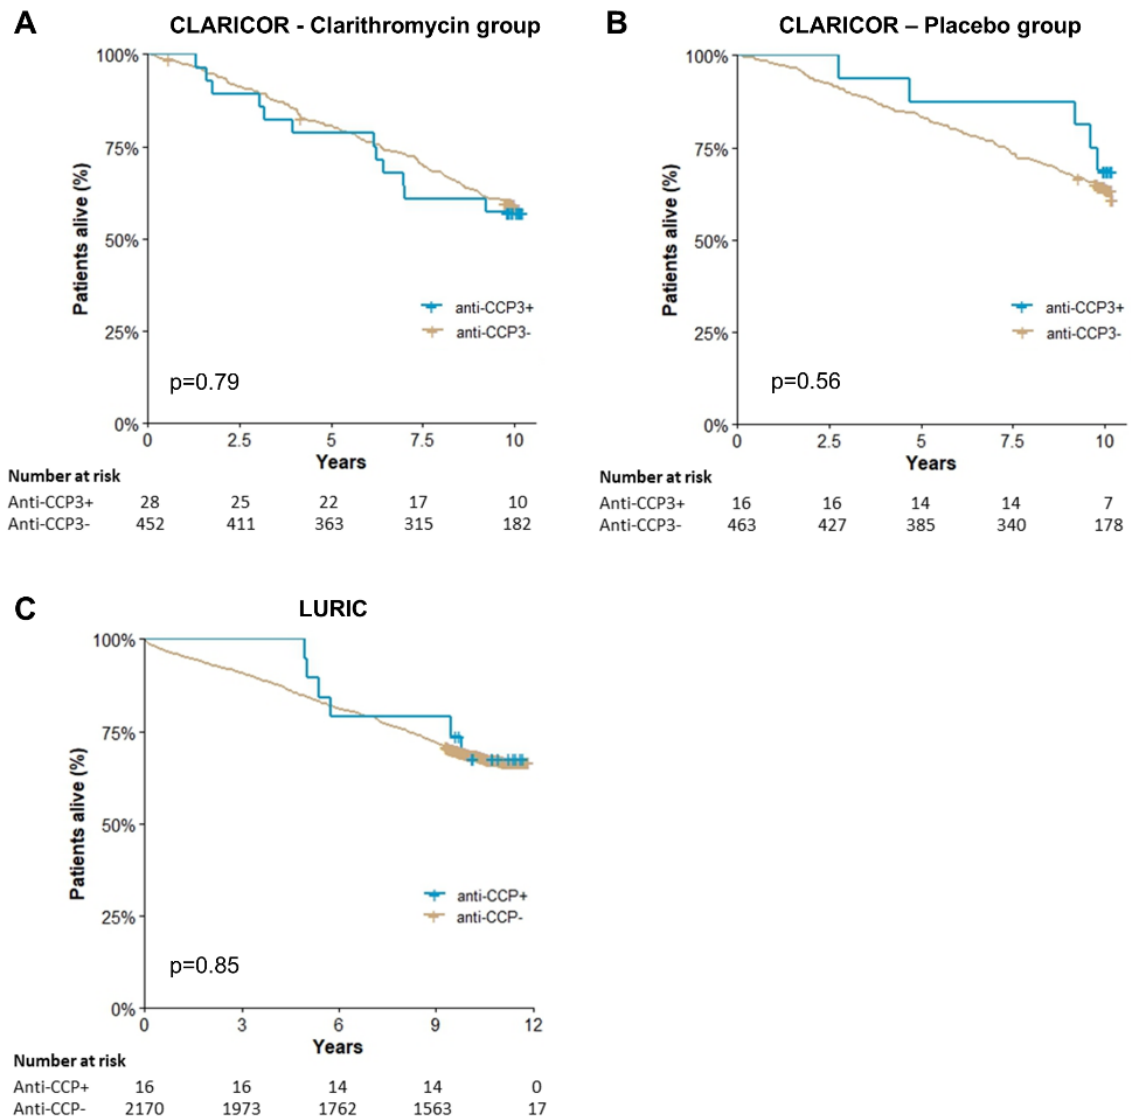 A
CLARICOR - Clarithromycin group
100%
75%
50%
25%
0%
Patients alive (%)
anti-CCP3+
anti-CCP3-
p=0.79
0 2.5 5 7.5 10
Years
Number at risk
Anti-CCP3+ 28 25 22 17 10
Anti-CCP3- 452 411 363 315 182
B
CLARICOR – Placebo group
100%
75%
50%
25%
0%
Patients alive (%)
anti-CCP3+
anti-CCP3-
p=0.56
0 2.5 5 7.5 10
Years
Number at risk
Anti-CCP3+ 16 16 14 14 7
Anti-CCP3- 463 427 385 340 178
C
LURIC
100%
75%
50%
25%
0%
Patients alive (%)
anti-CCP+
anti-CCP-
p=0.85
0 3 6 9 12
Years
Number at risk
Anti-CCP+ 16 16 14 14 0
Anti-CCP- 2170 1973 1762 1563 17